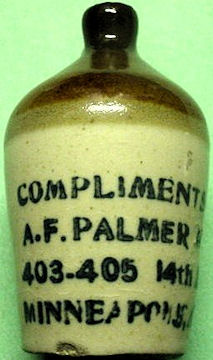 COMPLIMENTS
A.F. PALMER
403-405 14th
MINNEAPOLIS,